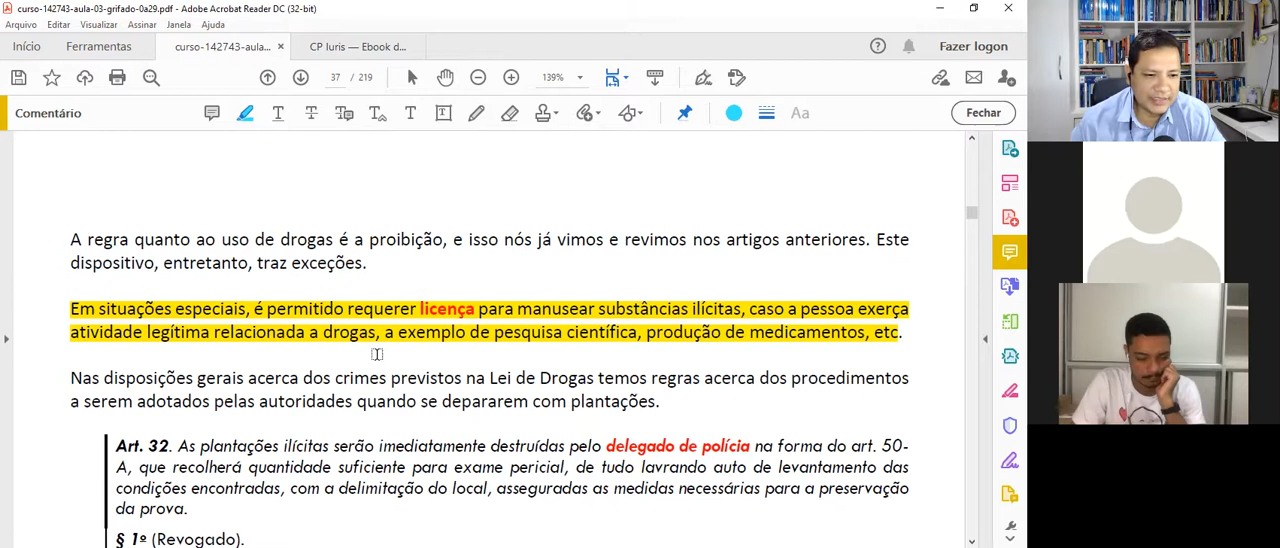 curso-142743-aula-03-grifado-0a29.pdf - Adobe Acrobat Reader DC (32-bit)
Arquivo Editar Visualizar Assinar Janela Ajuda
Início Ferramentas curso-142743-aula-... × CP Iuris — Ebook d... Fazer logon
37 / 219 139%
Comentário Aa Fechar
A regra quanto ao uso de drogas é a proibição, e isso nós já vimos e revimos nos artigos anteriores. Este
dispositivo, entretanto, traz exceções.
Em situações especiais, é permitido requerer licença para manusear substâncias ilícitas, caso a pessoa exerça
atividade legítima relacionada a drogas, a exemplo de pesquisa científica, produção de medicamentos, etc.
Nas disposições gerais acerca dos crimes previstos na Lei de Drogas temos regras acerca dos procedimentos
a serem adotados pelas autoridades quando se depararem com plantações.
Art. 32. As plantações ilícitas serão imediatamente destruídas pelo delegado de polícia na forma do art. 50-
A, que recolherá quantidade suficiente para exame pericial, de tudo lavrando auto de levantamento das
condições encontradas, com a delimitação do local, asseguradas as medidas necessárias para a preservação
da prova.
§ 1º (Revogado).